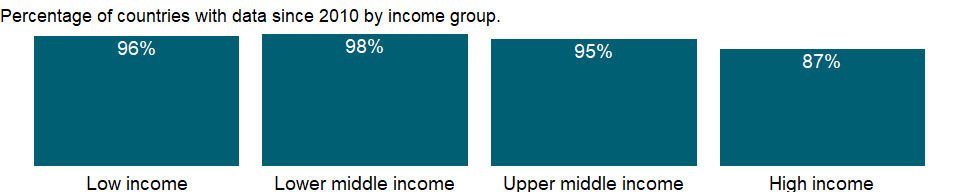 Percentage of countries with data since 2010 by income group.
96%
98%
95%
87%
Low income
Lower middle income
Upper middle income
High income